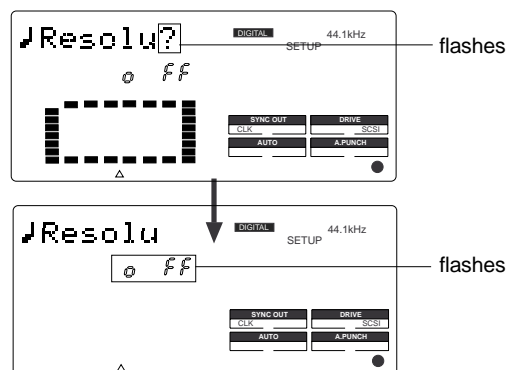 ♪Resolu?
flashes
DIGITAL 44.1kHz
SETUP
o FF
SYNC OUT DRIVE
CLK SCSI
AUTO A.PUNCH
♪Resolu
DIGITAL 44.1kHz
SETUP
o FF
flashes
SYNC OUT DRIVE
CLK SCSI
AUTO A.PUNCH